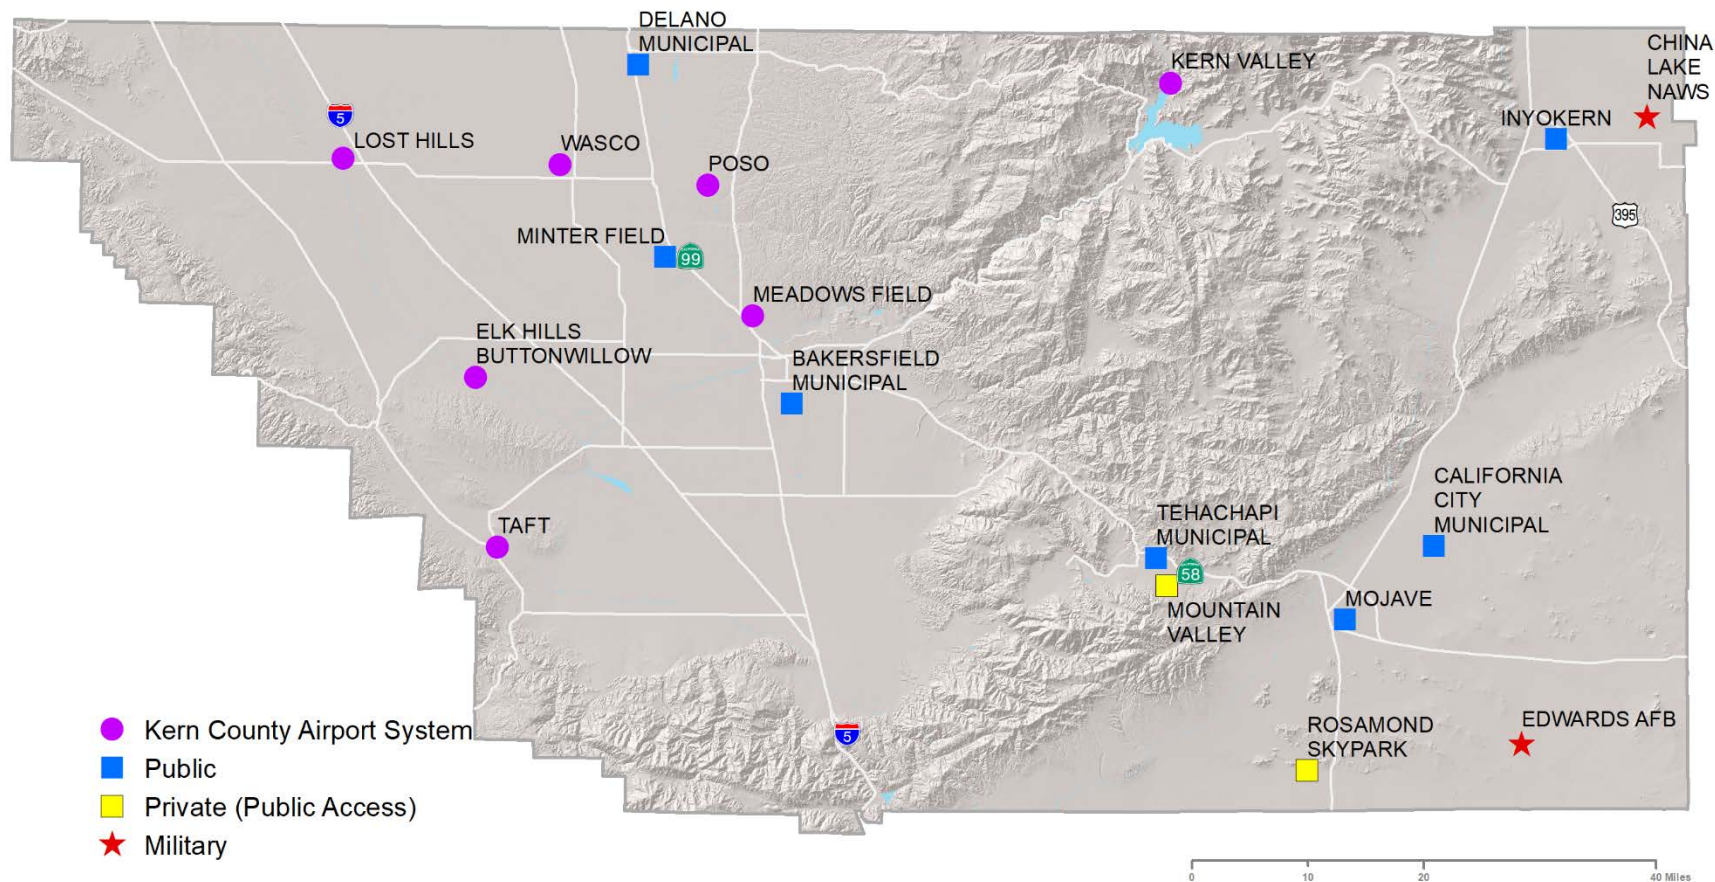 DELANO
MUNICIPAL
CHINA
LAKE
NAWS
KERN VALLEY
5
INYOKERN
LOST HILLS
WASCO
POSO
395
MINTER FIELD
CALIFORNIA
99
MEADOWS FIELD
ELK HILLS
BUTTONWILLOW
BAKERSFIELD
MUNICIPAL
CALIFORNIA
CITY
MUNICIPAL
TAFT
TEHACHAPI
MUNICIPAL
58
MOUNTAIN
VALLEY
MOJAVE
ROSAMOND
SKYPARK
EDWARDS AFB
5
Kern County Airport System
Public
Private (Public Access)
Military
0 10 20 40 Miles